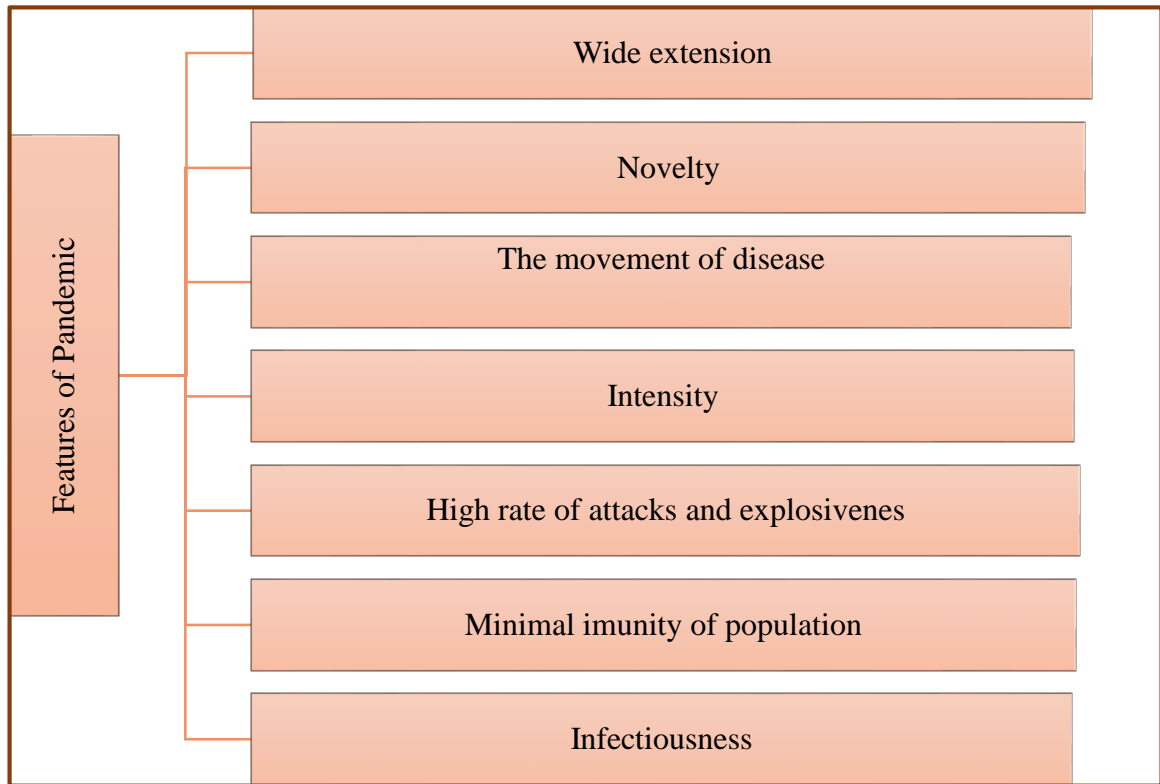 Features of Pandemic
Wide extension
Novelty
The movement of disease
Intensity
High rate of attacks and explosivenes
Minimal imunity of population
Infectiousness